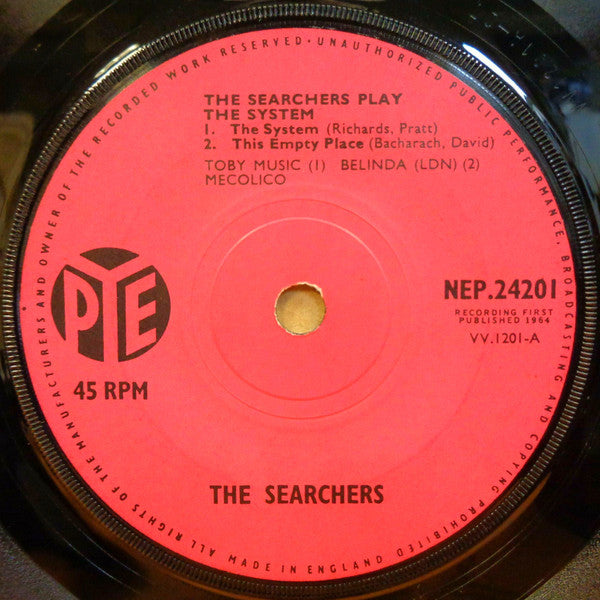 ALL RIGHTS OF THE MANUFACTURERS AND OWNER OF THE RECORDED WORK RESERVED · UNAUTHORIZED PUBLIC PERFORMANCE, BROADCASTING AND COPYING PROHIBITED MADE IN ENGLAND
THE SEARCHERS PLAY
THE SYSTEM
1. The System (Richards, Pratt)
2. This Empty Place (Bacharach, David)
TOBY MUSIC (1) BELINDA (LDN) (2)
MECOLICO
PYE
45 RPM
NEP.24201
RECORDING FIRST
PUBLISHED 1964
VV.1201-A
THE SEARCHERS